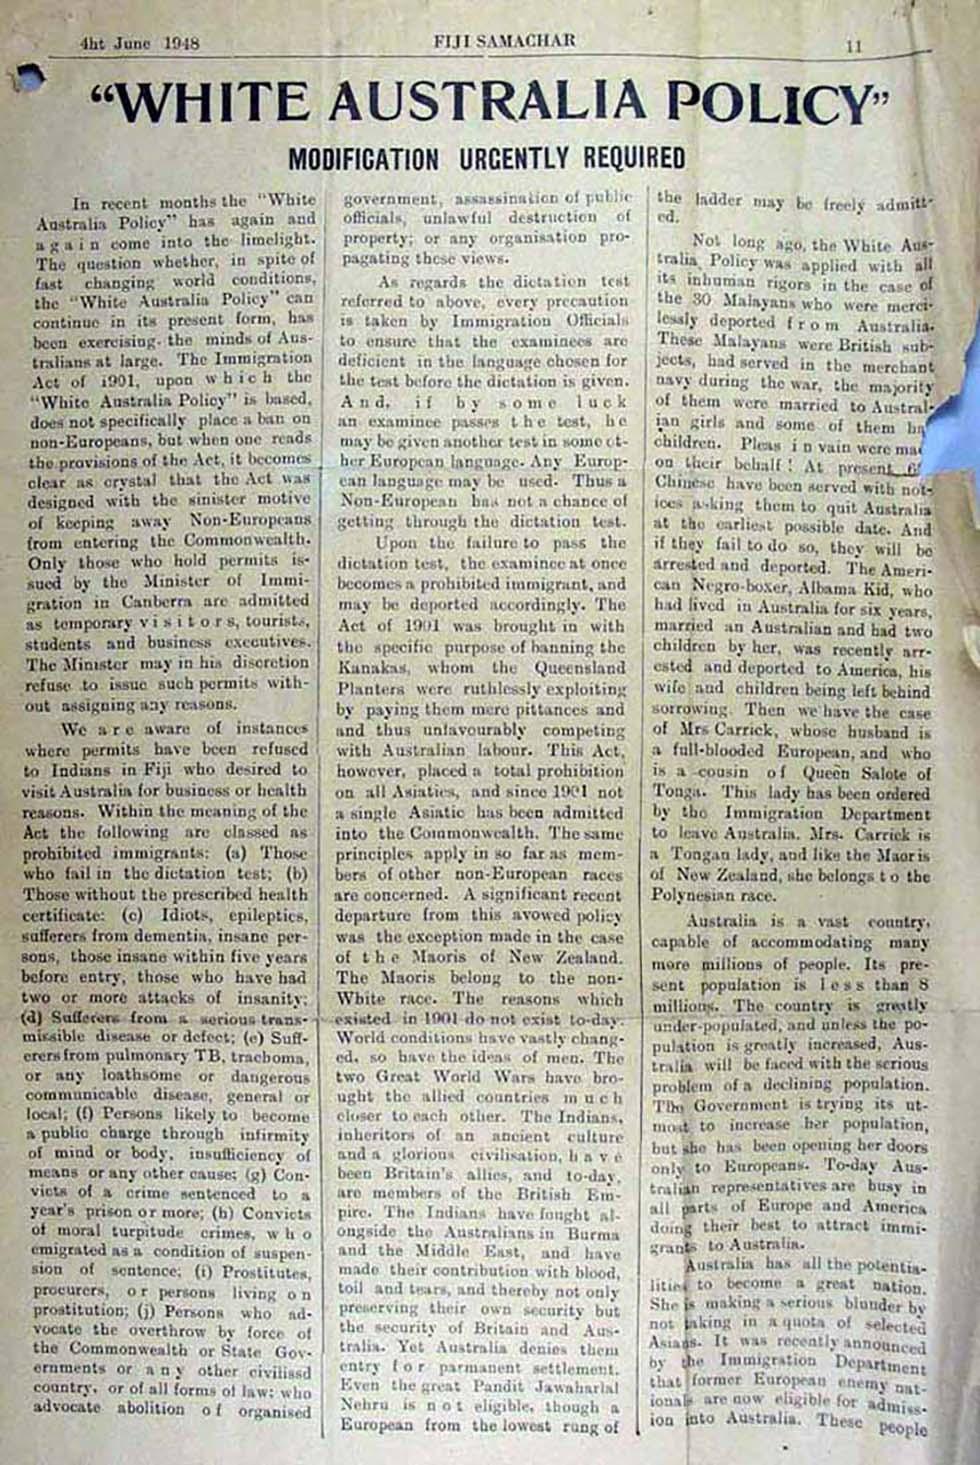 4ht June 1948
FIJI SAMACHAR
11
"WHITE AUSTRALIA POLICY"
MODIFICATION URGENTLY REQUIRED
In recent months the "White
Australia Policy" has again and
again come into the limelight.
The question whether, in spite of
fast changing world conditions,
the "White Australia Policy" can
continue in its present form, has
been exercising the minds of Aus-
tralians at large. The Immigration
Act of 1901, upon which the
"White Australia Policy" is based,
does not specifically place a ban on
non-Europeans, but when one reads
the provisions of the Act, it becomes
clear as crystal that the Act was
designed with the sinister motive
of keeping away Non-Europeans
from entering the Commonwealth.
Only those who hold permits is-
sued by the Minister of Immi-
gration in Canberra are admitted
as temporary visitors, tourists,
students and business executives.
The Minister may in his discretion
refuse to issue such permits with-
out assigning any reasons.
We are aware of instances
where permits have been refused
to Indians in Fiji who desired to
visit Australia for business or health
reasons. Within the meaning of the
Act the following are classed as
prohibited immigrants: (a) Those
who fail in the dictation test; (b)
Those without the prescribed health
certificate: (c) Idiots, epileptics,
sufferers from dementia, insane per-
sons, those insane within five years
before entry, those who have had
two or more attacks of insanity;
(d) Sufferers from a serious trans-
missible disease or defect; (e) Suff-
erers from pulmonary TB, trachoma,
or any loathsome or dangerous
communicable disease, general or
local; (f) Persons likely to become
a public charge through infirmity
of mind or body, insufficiency of
means or any other cause; (g) Con-
victs of a crime sentenced to a
year's prison or more; (h) Convicts
of moral turpitude crimes, who
emigrated as a condition of suspen-
sion of sentence; (i) Prostitutes,
procurers, or persons living on
prostitution; (j) Persons who ad-
vocate the overthrow by force of
the Commonwealth or State Gov-
ernments or any other civilisd
country, or of all forms of law; who
advocate abolition of organised
government, assassination of public
officials, unlawful destruction of
property; or any organisation pro-
pagating these views.
As regards the dictation test
referred to above, every precaution
is taken by Immigration Officials
to ensure that the examinees are
deficient in the language chosen for
the test before the dictation is given.
And, if by some luck
an examinee passes the test, he
may be given another test in some ot-
her European language. Any Europ-
ean language may be used. Thus a
Non-European has not a chance of
getting through the dictation test.
Upon the failure to pass the
dictation test, the examinee at once
becomes a prohibited immigrant, and
may be deported accordingly. The
Act of 1901 was brought in with
the specific purpose of banning the
Kanakas, whom the Queensland
Planters were ruthlessly exploiting
by paying them mere pittances and
and thus unfavourably competing
with Australian labour. This Act,
however, placed a total prohibition
on all Asiatics, and since 1901 not
a single Asiatic has been admitted
into the Commonwealth. The same
principles apply in so far as mem-
bers of other non-European races
are concerned. A significant recent
departure from this avowed policy
was the exception made in the case
of the Maoris of New Zealand.
The Maoris belong to the non-
White race. The reasons which
existed in 1901 do not exist to-day.
World conditions have vastly chang-
ed, so have the ideas of men. The
two Great World Wars have bro-
ught the allied countries much
closer to each other. The Indians,
inheritors of an ancient culture
and a glorious civilisation, have
been Britain's allies, and to-day,
are members of the British Em-
pire. The Indians have fought al-
ongside the Australians in Burma
and the Middle East, and have
made their contribution with blood,
toil and tears, and thereby not only
preserving their own security but
the security of Britain and Aus-
tralia. Yet Australia denies them
entry for parmanent settlement.
Even the great Pandit Jawaharlal
Nehru is not eligible, though a
European from the lowest rung of
the ladder may be freely admitt-
ed.
Not long ago, the White Aus-
tralia Policy was applied with all
its inhuman rigors in the case of
the 30 Malayans who were merci-
lessly deported from Australia.
These Malayans were British sub-
jects, had served in the merchant
navy during the war, the majority
of them were married to Austral-
ian girls and some of them
children. Pleas in vain were
on their behalf! At present
Chinese have been served with not-
ices asking them to quit Australia
at the earliest possible date. And
if they fail to do so, they will be
arrested and deported. The Ameri-
can Negro-boxer, Albama Kid, who
had lived in Australia for six years,
married an Australian and had two
children by her, was recently arr-
ested and deported to America, his
wife and children being left behind
sorrowing. Then we have the case
of Mrs Carrick, whose husband is
a full-blooded European, and who
is a cousin of Queen Salote of
Tonga. This lady has been ordered
by the Immigration Department
to leave Australia. Mrs. Carrick is
a Tongan lady, and like the Maoris
of New Zealand, she belongs to the
Polynesian race.
Australia is a vast country,
capable of accommodating many
more millions of people. Its pre-
sent population is less than 8
millions. The country is greatly
under-populated, and unless the po-
pulation is greatly increased, Aus-
tralia will be faced with the serious
problem of a declining population.
The Government is trying its ut-
most to increase her population,
but she has been opening her doors
only to Europeans. To-day Aus-
tralian representatives are busy in
all parts of Europe and America
doing their best to attract immi-
grants to Australia.
Australia has all the potentia-
lities to become a great nation.
She is making a serious blunder by
not taking in a quota of selected
Asians. It was recently announced
by the Immigration Department
that former European enemy nat-
ionals are now eligible for admiss-
ion into Australia. These people